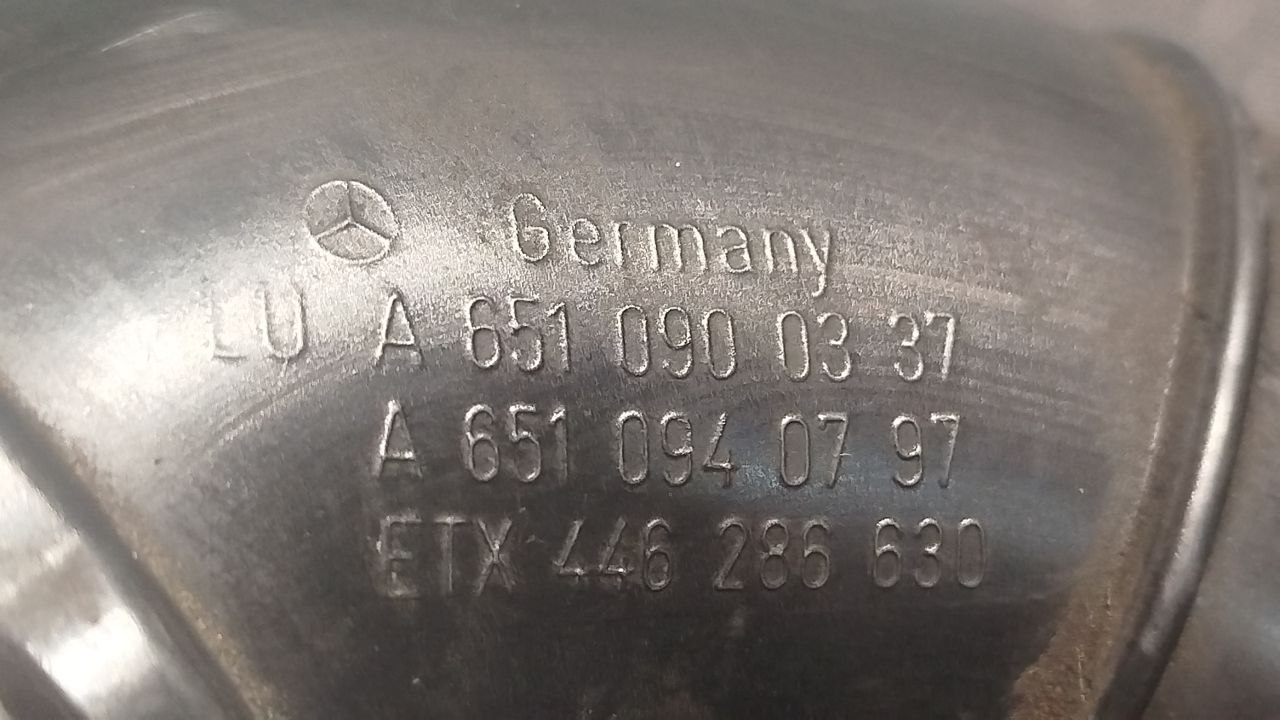 Germany
LU A 651 090 03 37
A 651 094 07 97
ETX 446 286 630